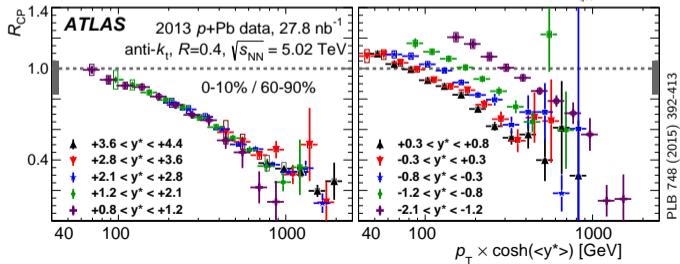 R_CP
1.4
1.0
0.4
ATLAS
2013 p+Pb data, 27.8 nb⁻¹
anti-k_t, R=0.4, √s_NN = 5.02 TeV
0-10% / 60-90%
+3.6 < y* < +4.4
+2.8 < y* < +3.6
+2.1 < y* < +2.8
+1.2 < y* < +2.1
+0.8 < y* < +1.2
40 100 1000
+0.3 < y* < +0.8
-0.3 < y* < +0.3
-0.8 < y* < -0.3
-1.2 < y* < -0.8
-2.1 < y* < -1.2
40 100 1000
p_T × cosh(<y*>) [GeV]
PLB 748 (2015) 392-413